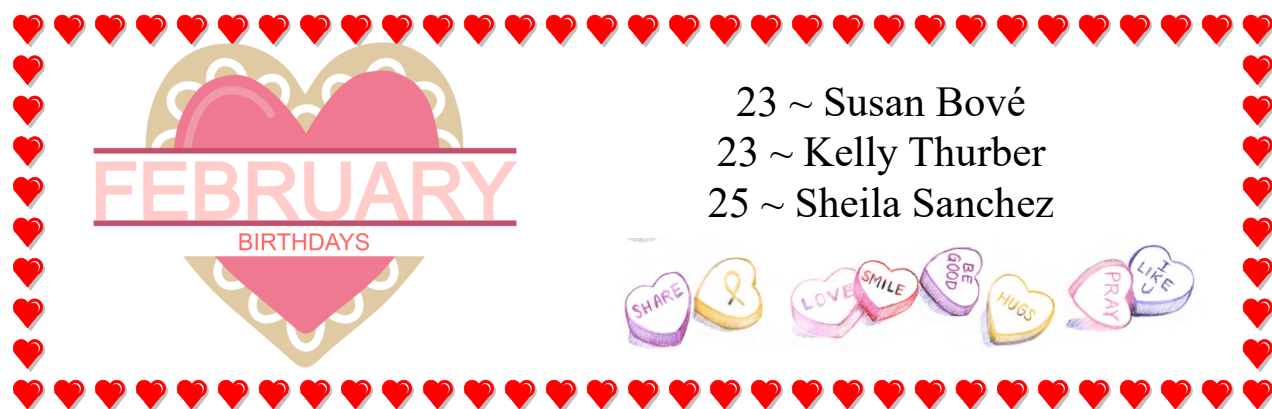 FEBRUARY
BIRTHDAYS
23 ~ Susan Bové
23 ~ Kelly Thurber
25 ~ Sheila Sanchez
SHARE
LOVE
SMILE
BE
GOOD
HUGS
PRAY
I
LIKE
U